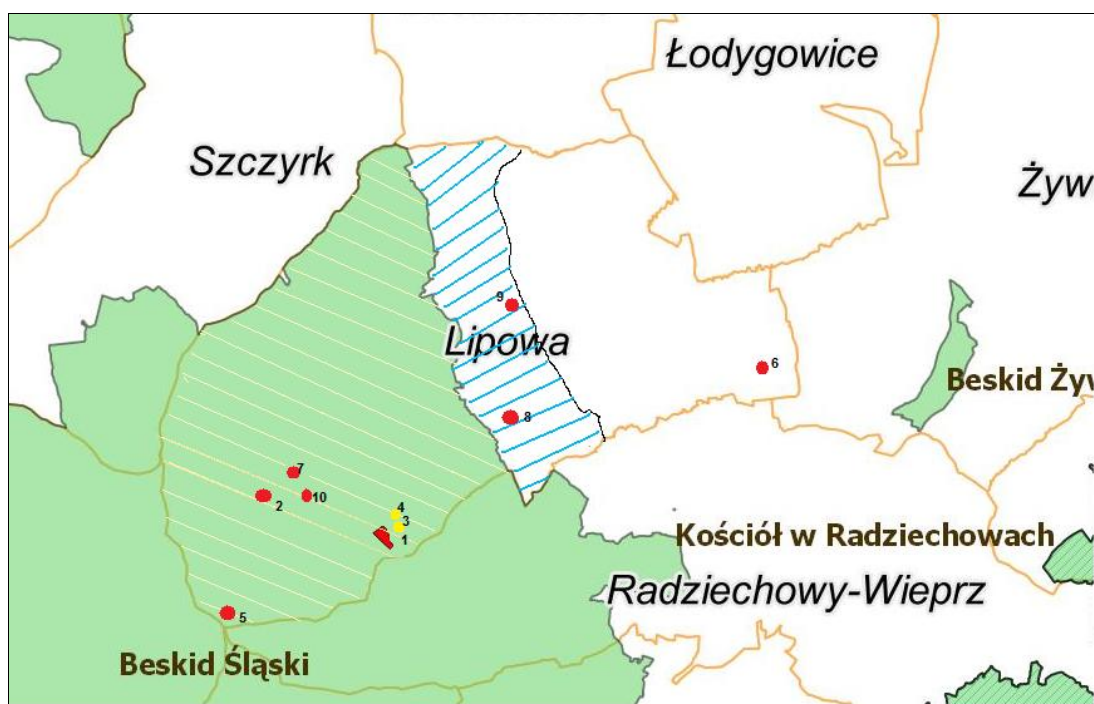 Łodygowice
Szczyrk
Żyw
9
Lipowa
6
Beskid Żyw
8
7
2
10
4
3
1
Kościół w Radziechowach
Radziechowy-Wieprz
5
Beskid Śląski